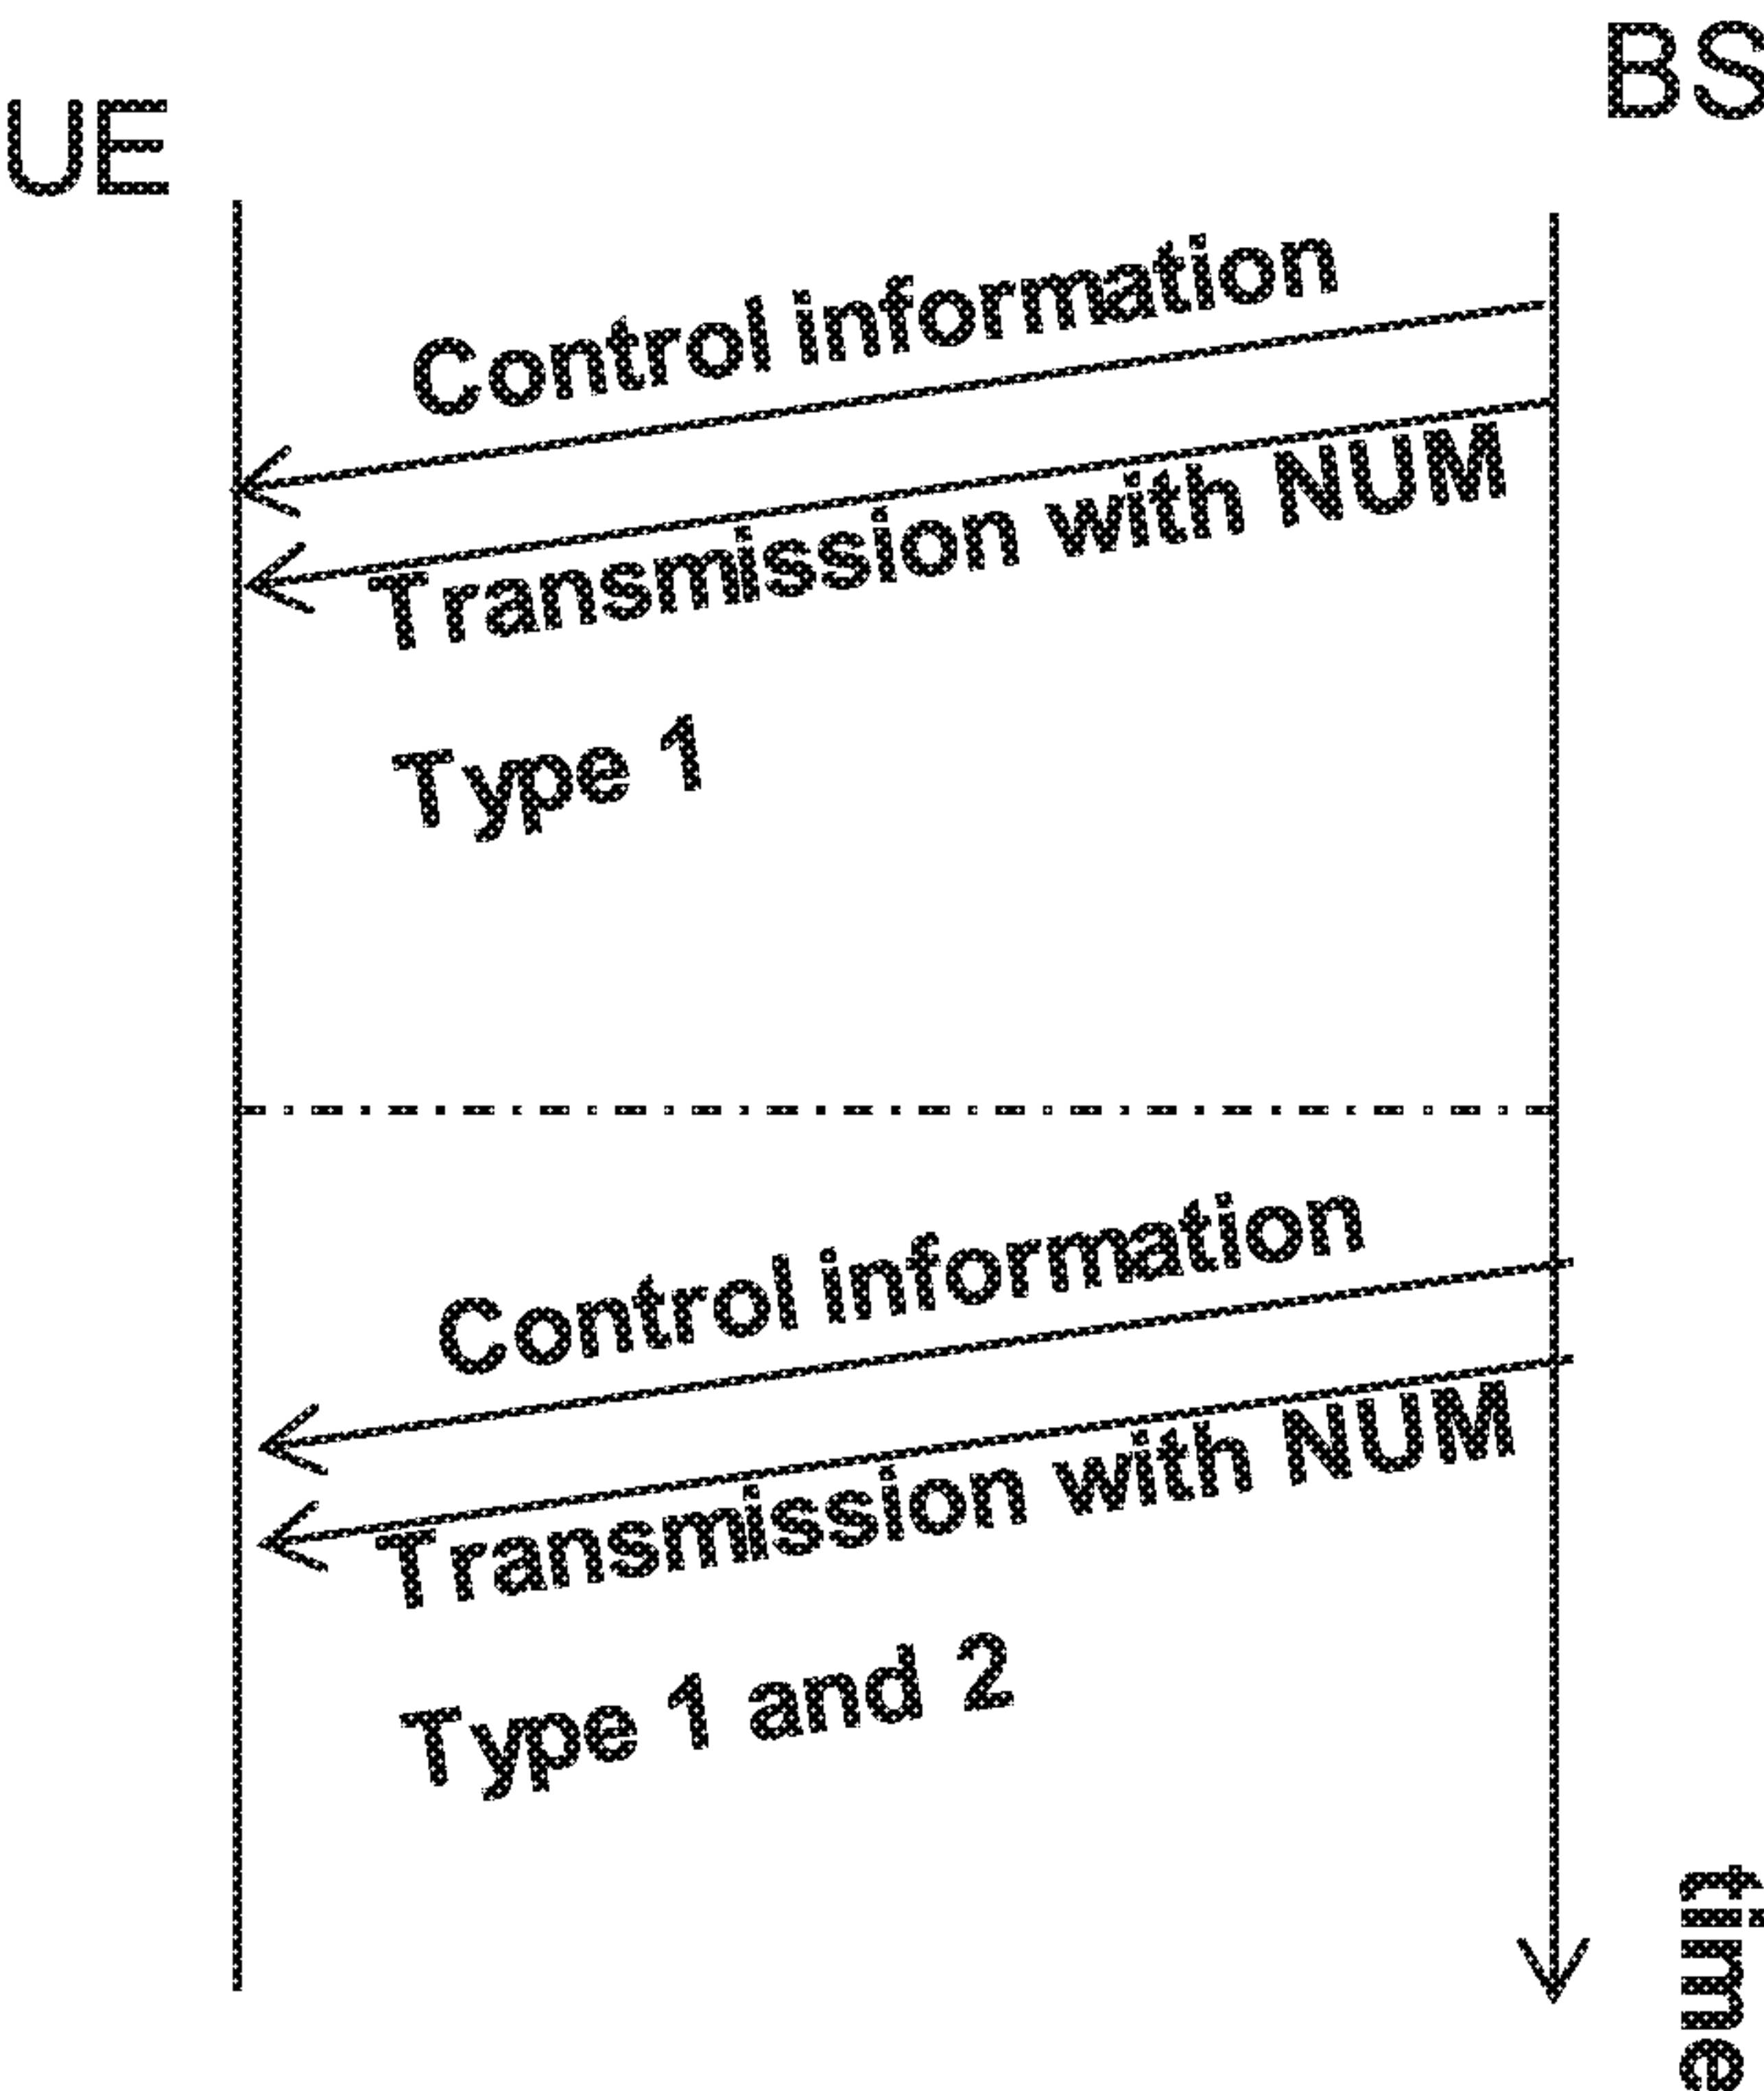 UE
BS
Control information
Transmission with NUM
Type 1
Control information
Transmission with NUM
Type 1 and 2
time